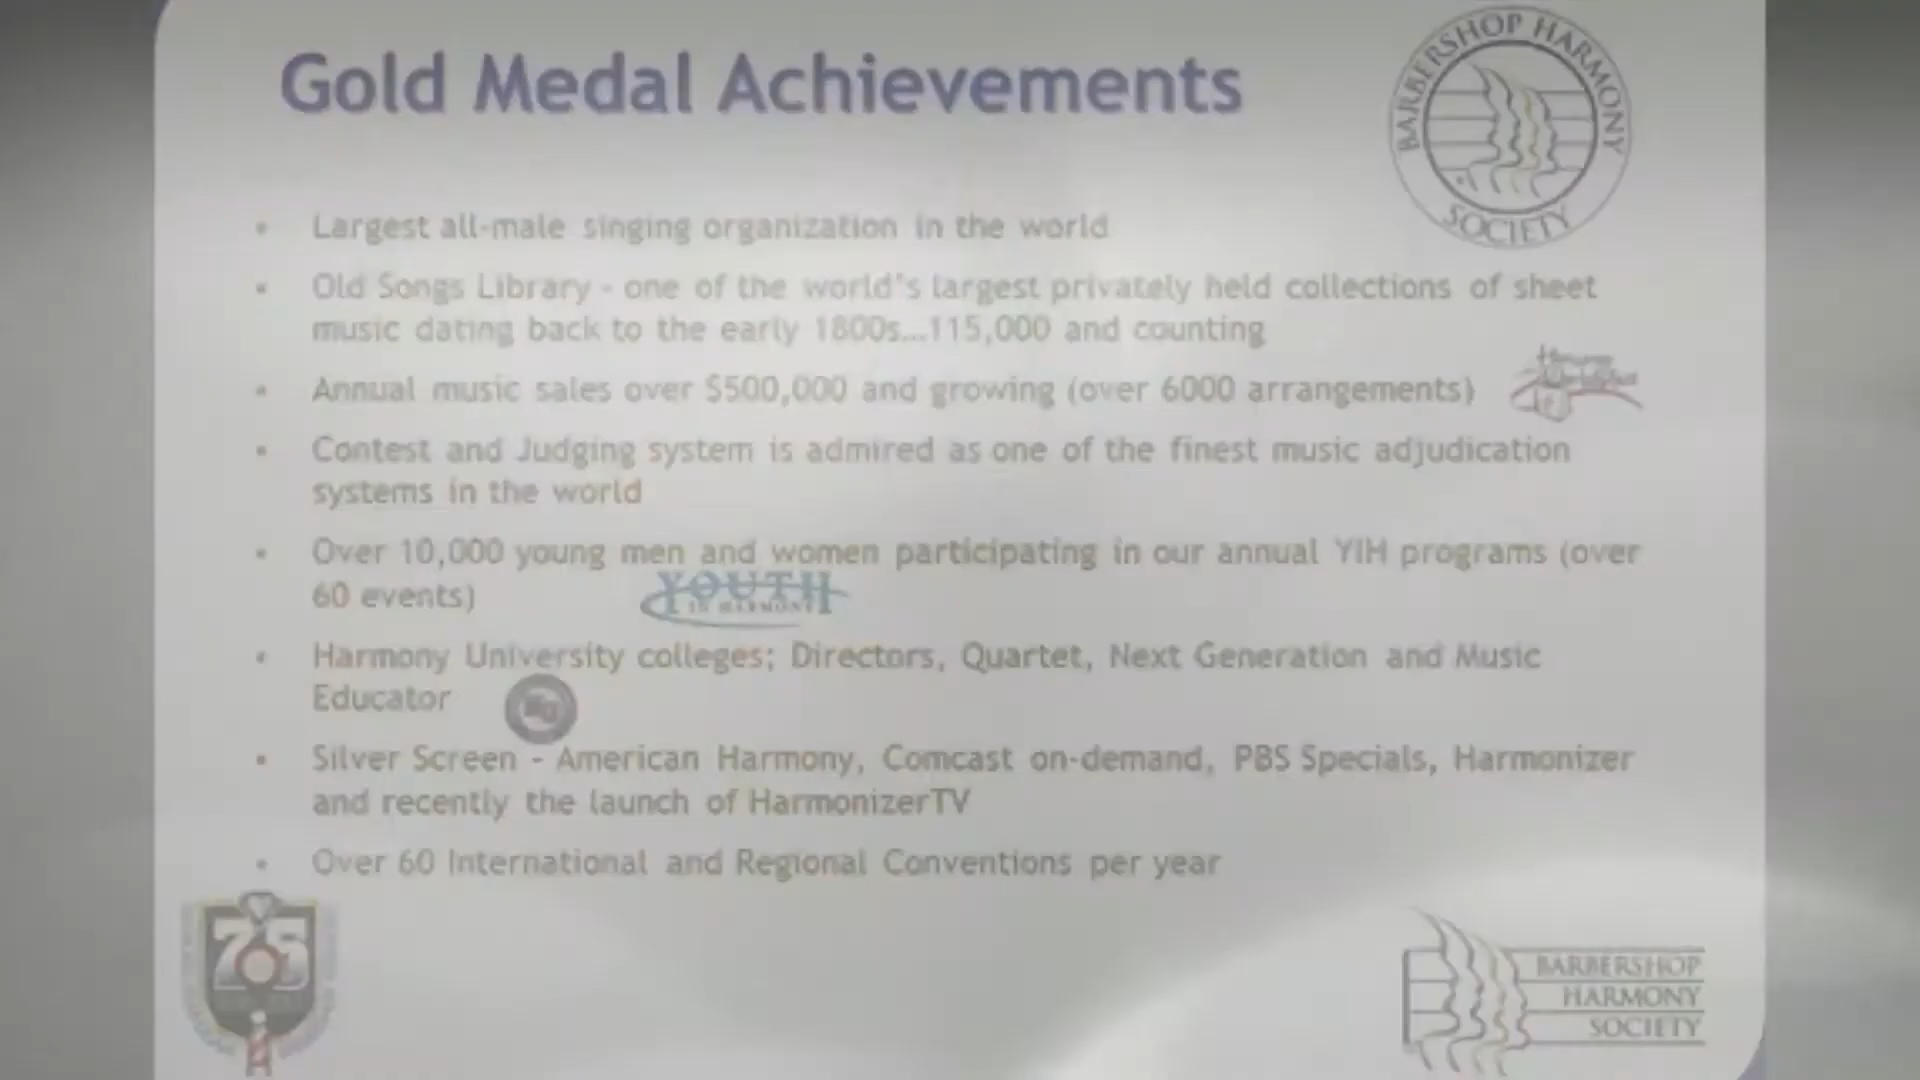 Gold Medal Achievements
BARBERSHOP HARMONY
SOCIETY
• Largest all-male singing organization in the world
• Old Songs Library - one of the world's largest privately held collections of sheet
music dating back to the early 1800s...115,000 and counting
• Annual music sales over $500,000 and growing (over 6000 arrangements)
• Contest and Judging system is admired as one of the finest music adjudication
systems in the world
• Over 10,000 young men and women participating in our annual YIH programs (over
60 events)
YOUTH
IN HARMONY
• Harmony University colleges; Directors, Quartet, Next Generation and Music
Educator
• Silver Screen - American Harmony, Comcast on-demand, PBS Specials, Harmonizer
and recently the launch of HarmonizerTV
• Over 60 International and Regional Conventions per year
75
BARBERSHOP
HARMONY
SOCIETY